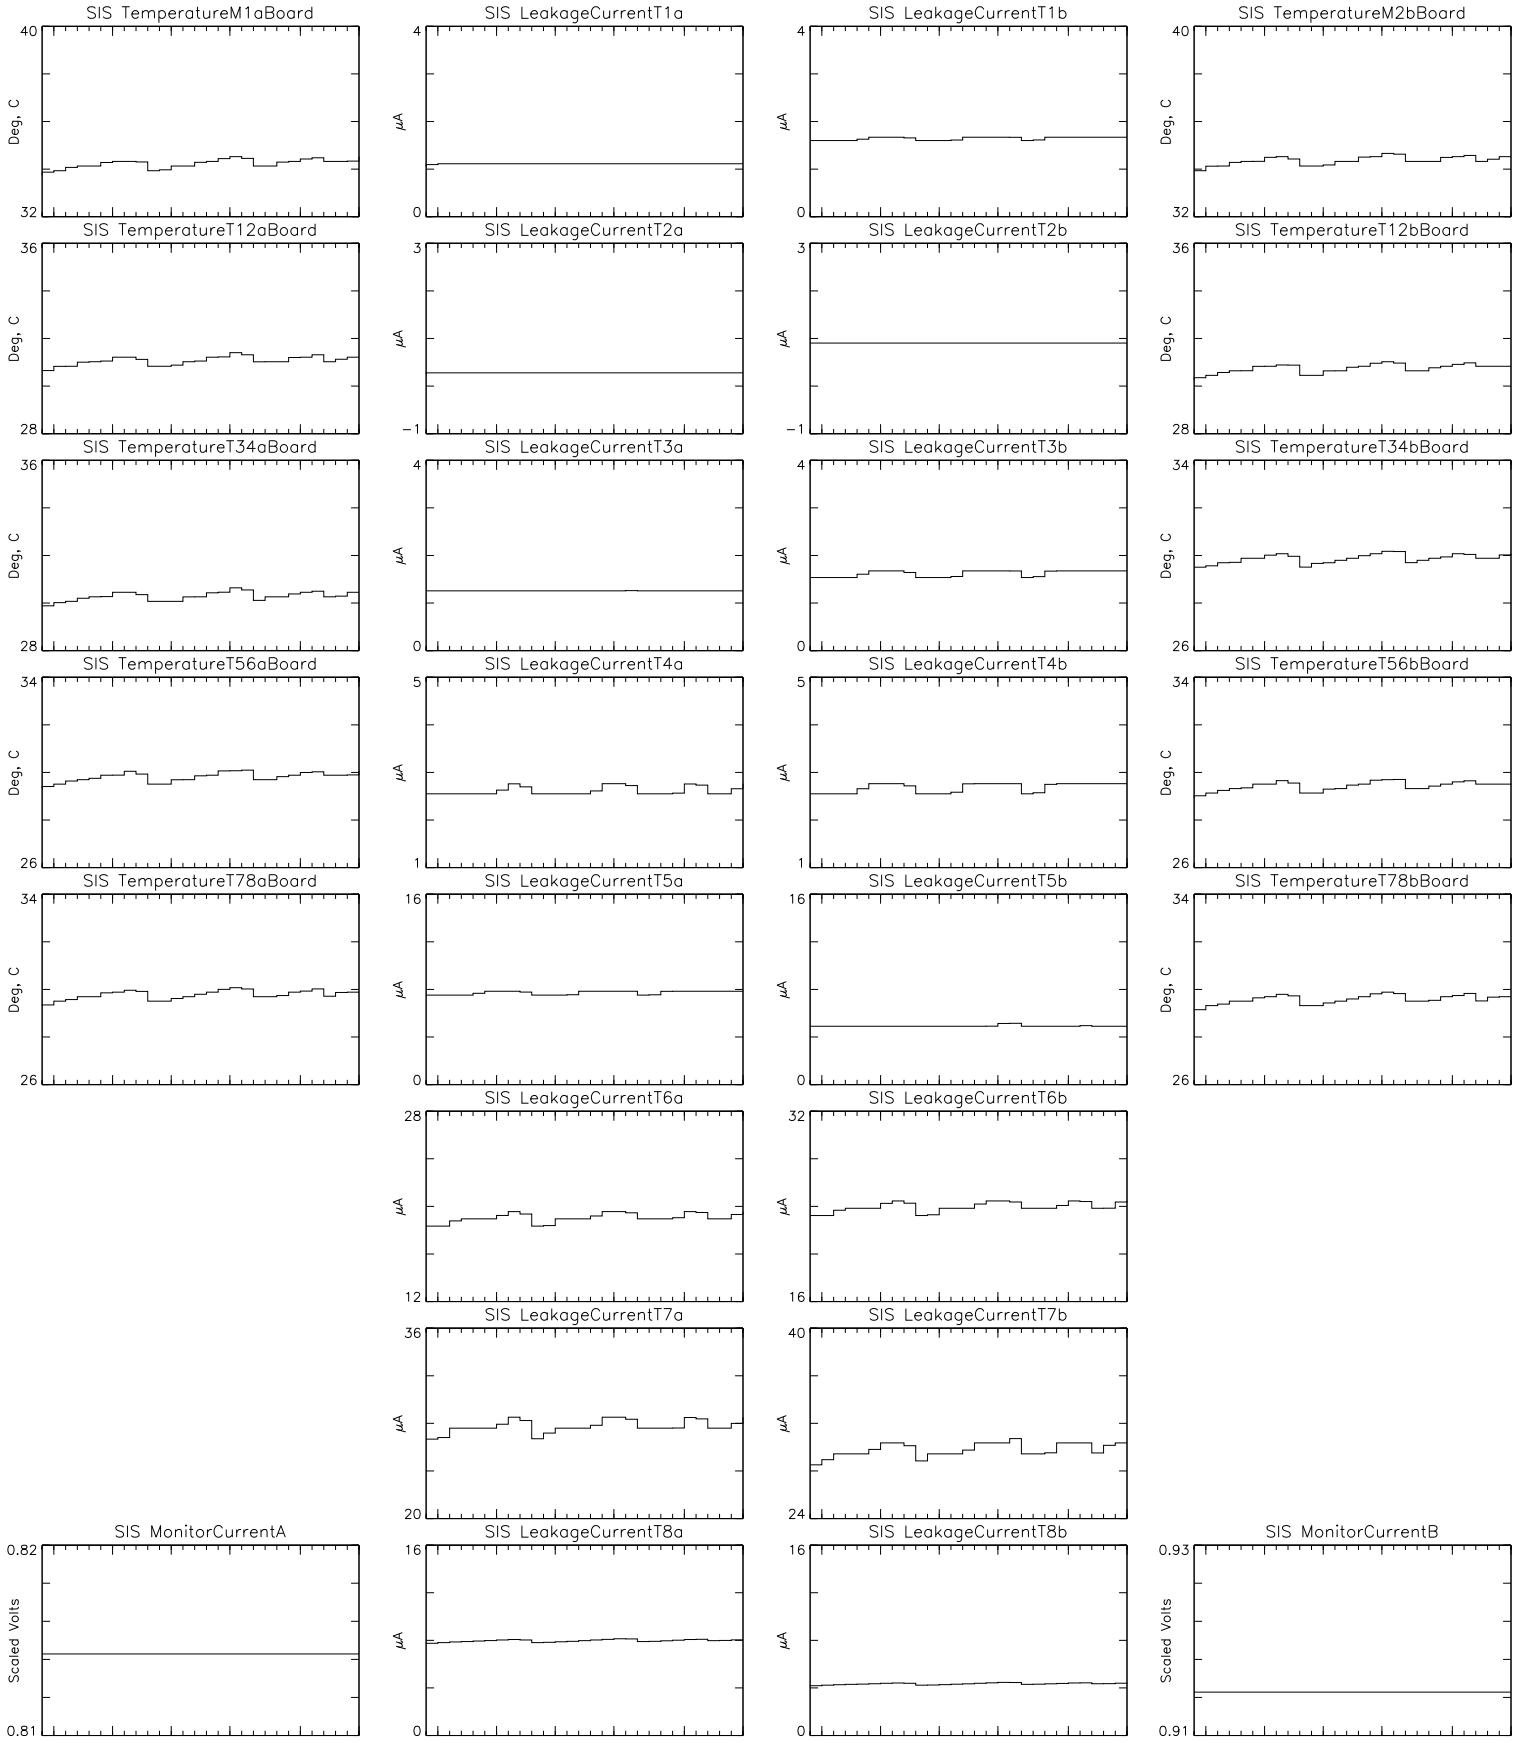 SIS TemperatureM1aBoard
40
Deg, C
32
SIS LeakageCurrentT1a
4
μA
0
SIS LeakageCurrentT1b
4
μA
0
SIS TemperatureM2bBoard
40
Deg, C
32
SIS TemperatureT12aBoard
36
Deg, C
28
SIS LeakageCurrentT2a
3
μA
−1
SIS LeakageCurrentT2b
3
μA
−1
SIS TemperatureT12bBoard
36
Deg, C
28
SIS TemperatureT34aBoard
36
Deg, C
28
SIS LeakageCurrentT3a
4
μA
0
SIS LeakageCurrentT3b
4
μA
0
SIS TemperatureT34bBoard
34
Deg, C
26
SIS TemperatureT56aBoard
34
Deg, C
26
SIS LeakageCurrentT4a
5
μA
1
SIS LeakageCurrentT4b
5
μA
1
SIS TemperatureT56bBoard
34
Deg, C
26
SIS TemperatureT78aBoard
34
Deg, C
26
SIS LeakageCurrentT5a
16
μA
0
SIS LeakageCurrentT5b
16
μA
0
SIS TemperatureT78bBoard
34
Deg, C
26
SIS LeakageCurrentT6a
28
μA
12
SIS LeakageCurrentT6b
32
μA
16
SIS LeakageCurrentT7a
36
μA
20
SIS LeakageCurrentT7b
40
μA
24
SIS MonitorCurrentA
0.82
Scaled Volts
0.81
SIS LeakageCurrentT8a
16
μA
0
SIS LeakageCurrentT8b
16
μA
0
SIS MonitorCurrentB
0.93
Scaled Volts
0.91